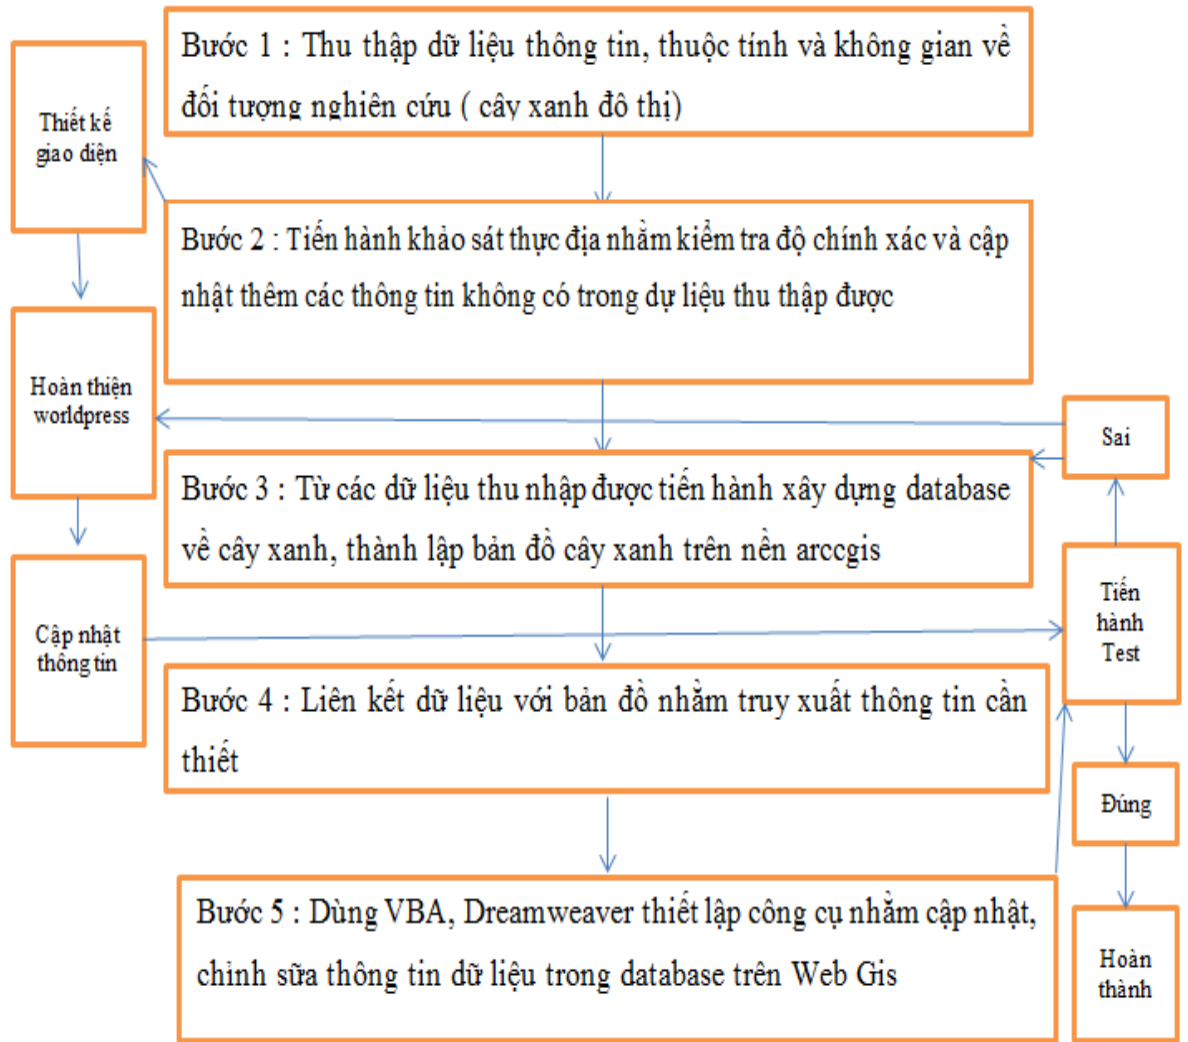 Bước 1 : Thu thập dữ liệu thông tin, thuộc tính và không gian về
đối tượng nghiên cứu ( cây xanh đô thị)
Thiết kế
giao diện
Bước 2 : Tiến hành khảo sát thực địa nhằm kiểm tra độ chính xác và cập
nhật thêm các thông tin không có trong dự liệu thu thập được
Hoàn thiện
worldpress
Sai
Bước 3 : Từ các dữ liệu thu nhập được tiến hành xây dựng database
về cây xanh, thành lập bản đồ cây xanh trên nền arccgis
Tiến
hành
Test
Cập nhật
thông tin
Bước 4 : Liên kết dữ liệu với bản đồ nhằm truy xuất thông tin cần
thiết
Đúng
Bước 5 : Dùng VBA, Dreamweaver thiết lập công cụ nhằm cập nhật,
chỉnh sữa thông tin dữ liệu trong database trên Web Gis
Hoàn
thành